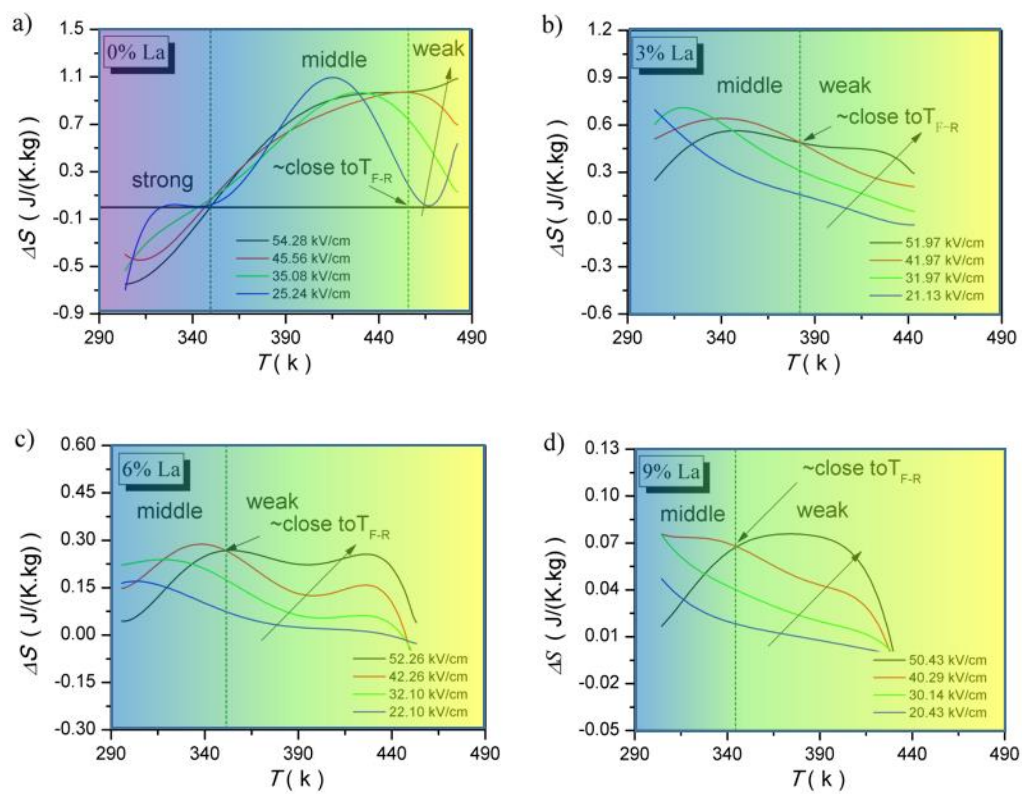 a)
0% La
strong
middle
weak
~close toT F-R
54.28 kV/cm
45.56 kV/cm
35.08 kV/cm
25.24 kV/cm
1.5
1.1
0.7
0.3
-0.1
-0.5
-0.9
ΔS ( J/(K.kg))
290 340 390 440 490
T ( k )
b)
3% La
middle
weak
~close toT F-R
51.97 kV/cm
41.97 kV/cm
31.97 kV/cm
21.13 kV/cm
1.2
0.9
0.6
0.3
0.0
-0.3
-0.6
ΔS ( J/(K.kg))
290 340 390 440 490
T ( k )
c)
6% La
middle
weak
~close toT F-R
52.26 kV/cm
42.26 kV/cm
32.10 kV/cm
22.10 kV/cm
0.60
0.45
0.30
0.15
0.00
-0.15
-0.30
ΔS ( J/(K.kg))
290 340 390 440 490
T ( k )
d)
9% La
middle
~close toT F-R
weak
50.43 kV/cm
40.29 kV/cm
30.14 kV/cm
20.43 kV/cm
0.13
0.10
0.07
0.04
0.01
-0.02
-0.05
ΔS ( J/(K.kg))
290 340 390 440 490
T ( k )